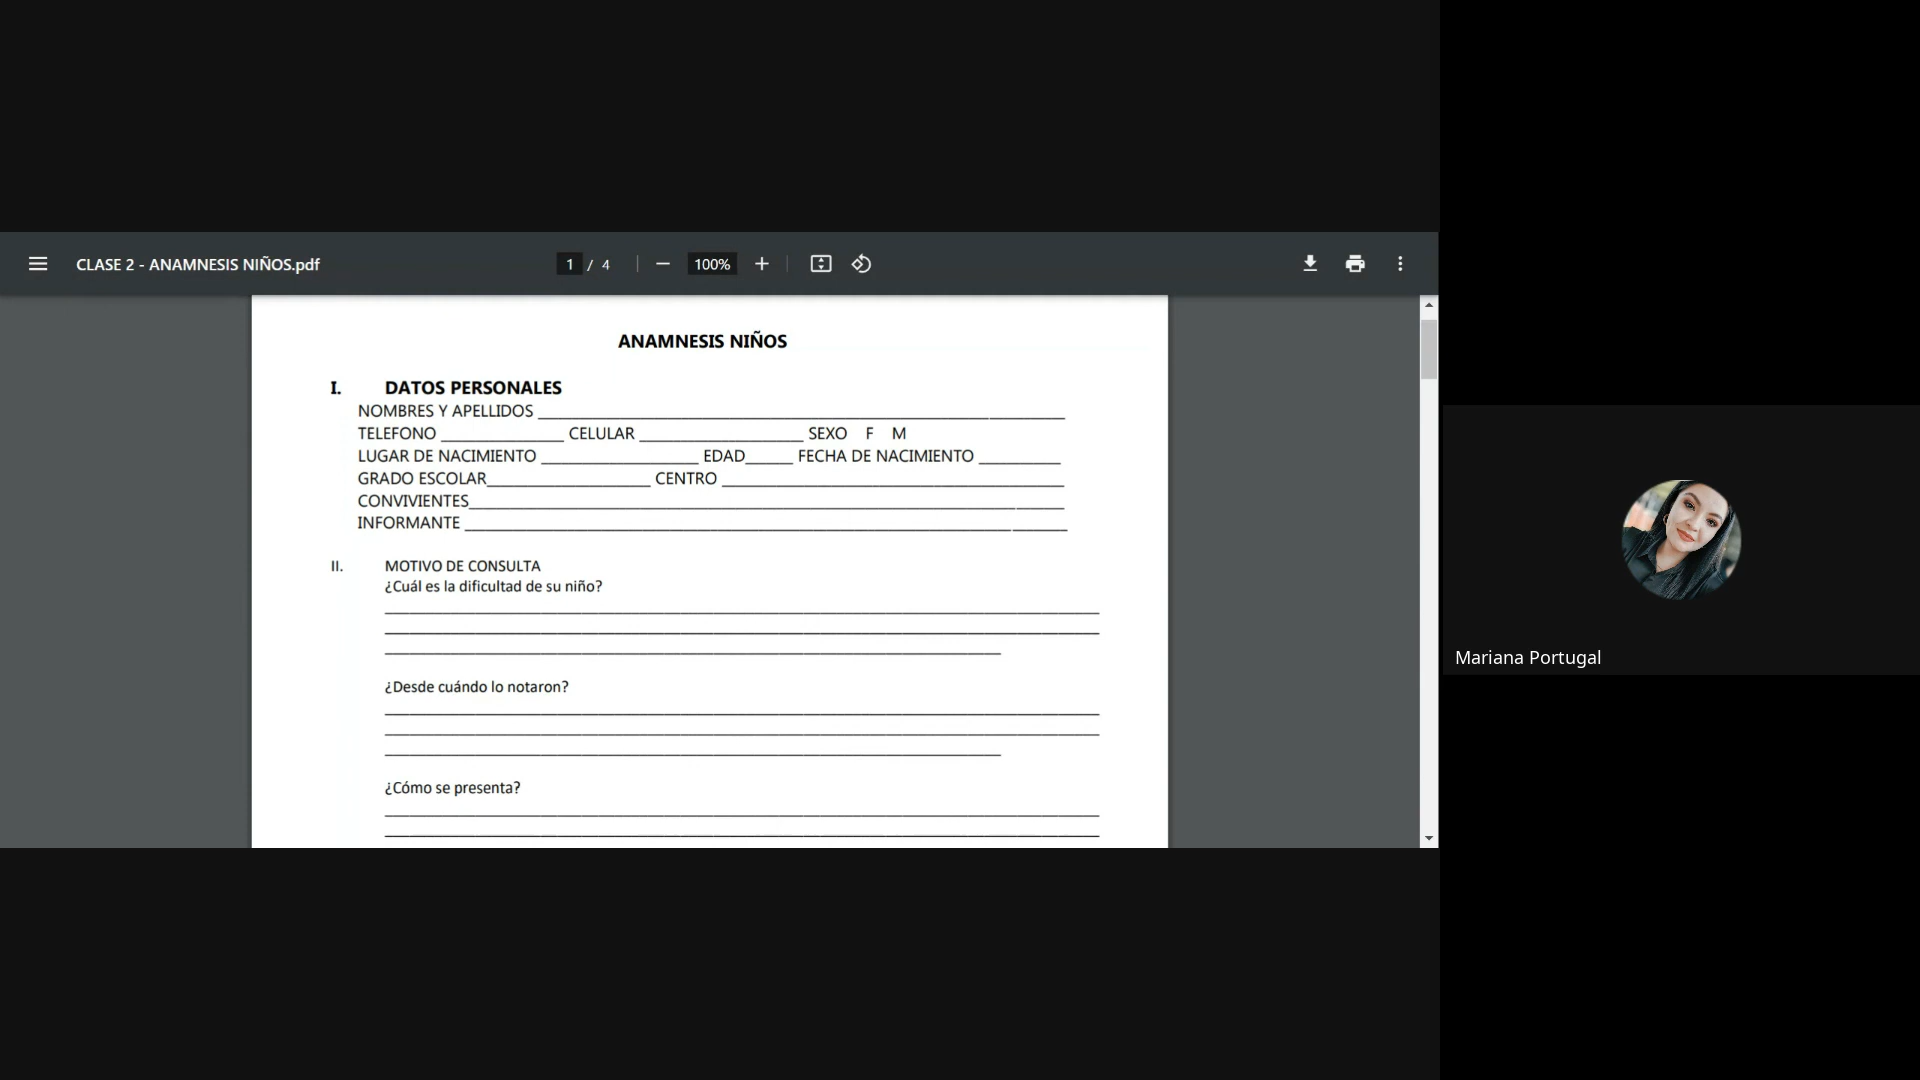 CLASE 2 - ANAMNESIS NIÑOS.pdf
1 / 4
100%
ANAMNESIS NIÑOS
I. DATOS PERSONALES
NOMBRES Y APELLIDOS
TELEFONO CELULAR SEXO F M
LUGAR DE NACIMIENTO EDAD FECHA DE NACIMIENTO
GRADO ESCOLAR CENTRO
CONVIVIENTES
INFORMANTE
II. MOTIVO DE CONSULTA
¿Cuál es la dificultad de su niño?
¿Desde cuándo lo notaron?
¿Cómo se presenta?
Mariana Portugal